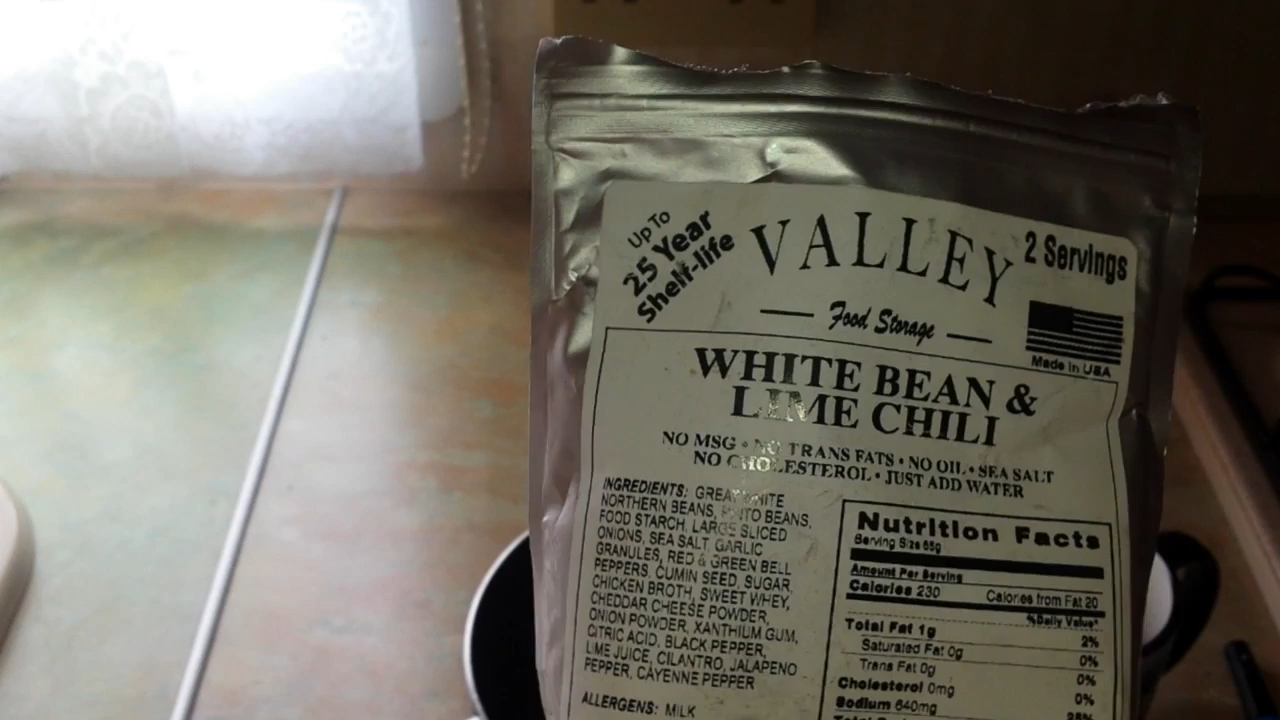 Up To
25 Year
Shelf-life
VALLEY
2 Servings
Food Storage
Made in USA
WHITE BEAN &
LIME CHILI
NO MSG • NO TRANS FATS • NO OIL • SEA SALT
NO CHOLESTEROL • JUST ADD WATER
INGREDIENTS: GREAT WHITE
NORTHERN BEANS, PINTO BEANS,
FOOD STARCH, LARGE SLICED
ONIONS, SEA SALT, GARLIC
GRANULES, RED & GREEN BELL
PEPPERS, CUMIN SEED, SUGAR,
CHICKEN BROTH, SWEET WHEY,
CHEDDAR CHEESE POWDER,
ONION POWDER, XANTHIUM GUM,
CITRIC ACID, BLACK PEPPER,
LIME JUICE, CILANTRO, JALAPENO
PEPPER, CAYENNE PEPPER
ALLERGENS: MILK
Nutrition Facts
Serving Size 65g
Amount Per Serving
Calories 230 Calories from Fat 20
%Daily Value*
Total Fat 1g 2%
Saturated Fat 0g 0%
Trans Fat 0g 0%
Cholesterol 0mg 0%
Sodium 640mg
Total